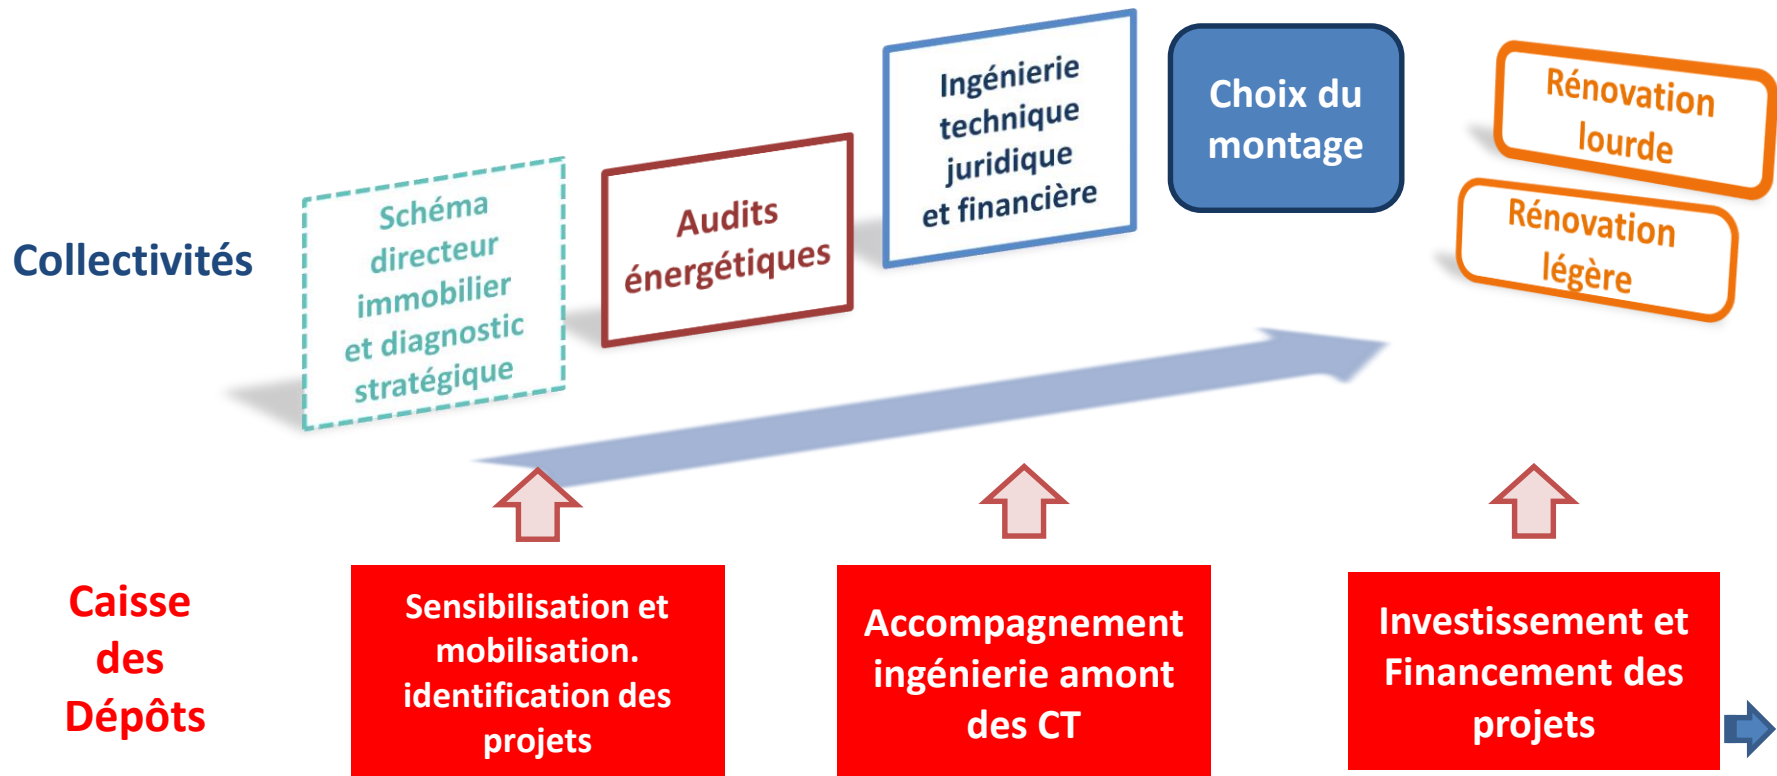 Collectivités
Schéma
directeur
immobilier
et diagnostic
stratégique
Audits
énergétiques
Ingénierie
technique
juridique
et financière
Choix du
montage
Rénovation
lourde
Rénovation
légère
Caisse
des
Dépôts
Sensibilisation et
mobilisation.
identification des
projets
Accompagnement
ingénierie amont
des CT
Investissement et
Financement des
projets